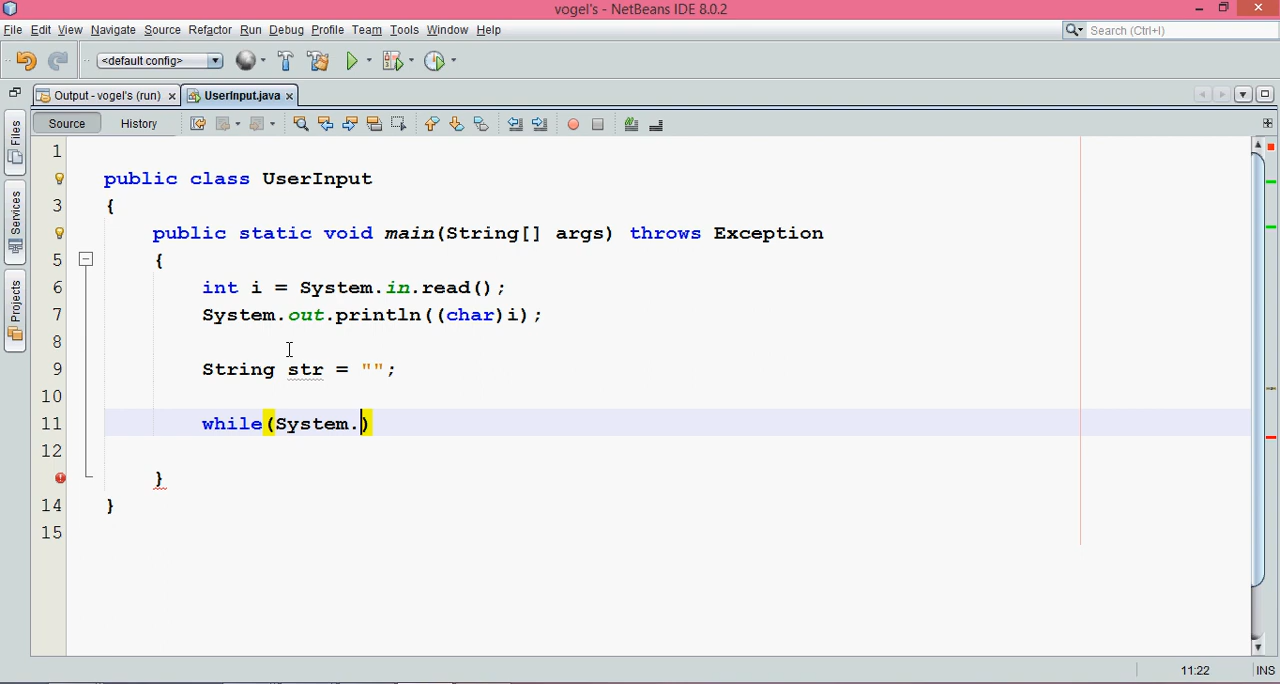 vogel's - NetBeans IDE 8.0.2
File Edit View Navigate Source Refactor Run Debug Profile Team Tools Window Help
Search (Ctrl+I)
<default config>
Output - vogel's (run) × UserInput.java ×
Source History
Files
Services
Projects
1
public class UserInput
3 {
public static void main(String[] args) throws Exception
5 {
6 int i = System.in.read();
7 System.out.println((char)i);
8
9 String str = "";
10
11 while(System.)
12
}
14 }
15
11:22 INS